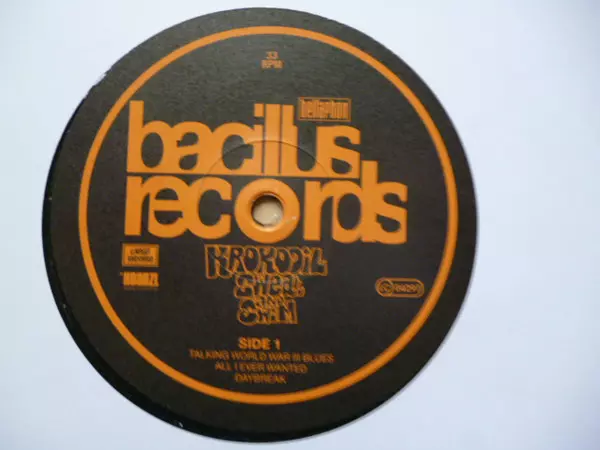 33
RPM
bellaphon
bacillus
records
KROKODIL
SWEAT
AND
SWIM
SIDE 1
TALKING WORLD WAR III BLUES
ALL I EVER WANTED
DAYBREAK